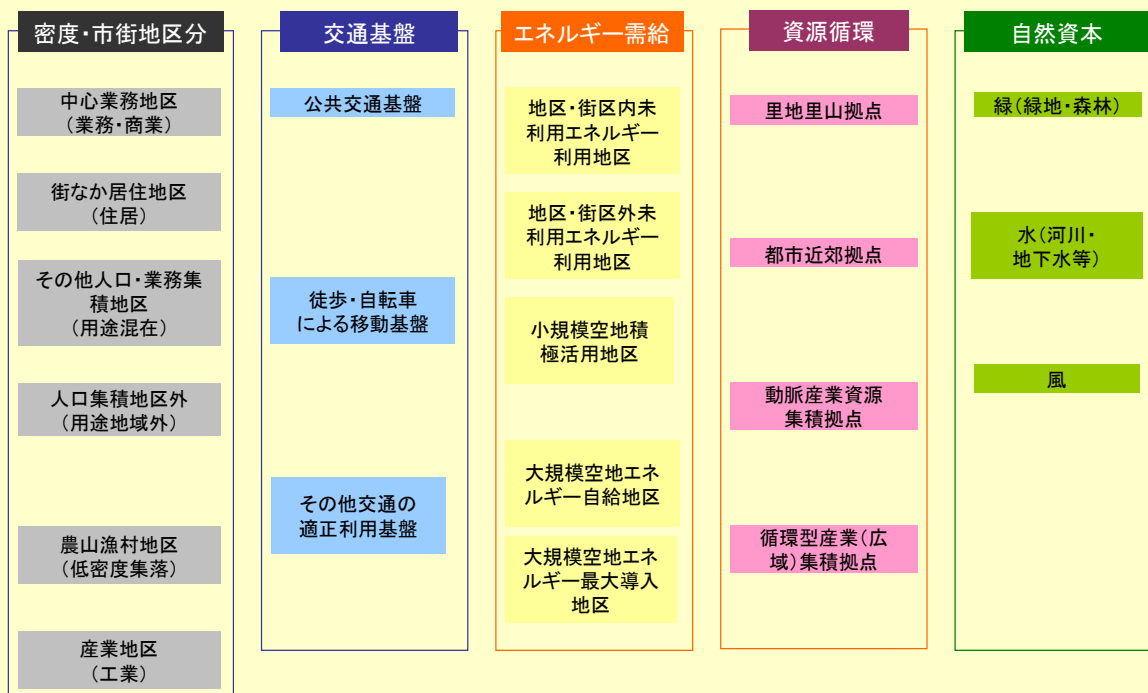 密度・市街地区分
中心業務地区
(業務・商業)
街なか居住地区
(住居)
その他人口・業務集
積地区
(用途混在)
人口集積地区外
(用途地域外)
農山漁村地区
(低密度集落)
産業地区
(工業)
交通基盤
公共交通基盤
徒歩・自転車
による移動基盤
その他交通の
適正利用基盤
エネルギー需給
地区・街区内未
利用エネルギー
利用地区
地区・街区外未
利用エネルギー
利用地区
小規模空地積
極活用地区
大規模空地エネ
ルギー自給地区
大規模空地エネ
ルギー最大導入
地区
資源循環
里地里山拠点
都市近郊拠点
動脈産業資源
集積拠点
循環型産業(広
域)集積拠点
自然資本
緑(緑地・森林)
水(河川・
地下水等)
風